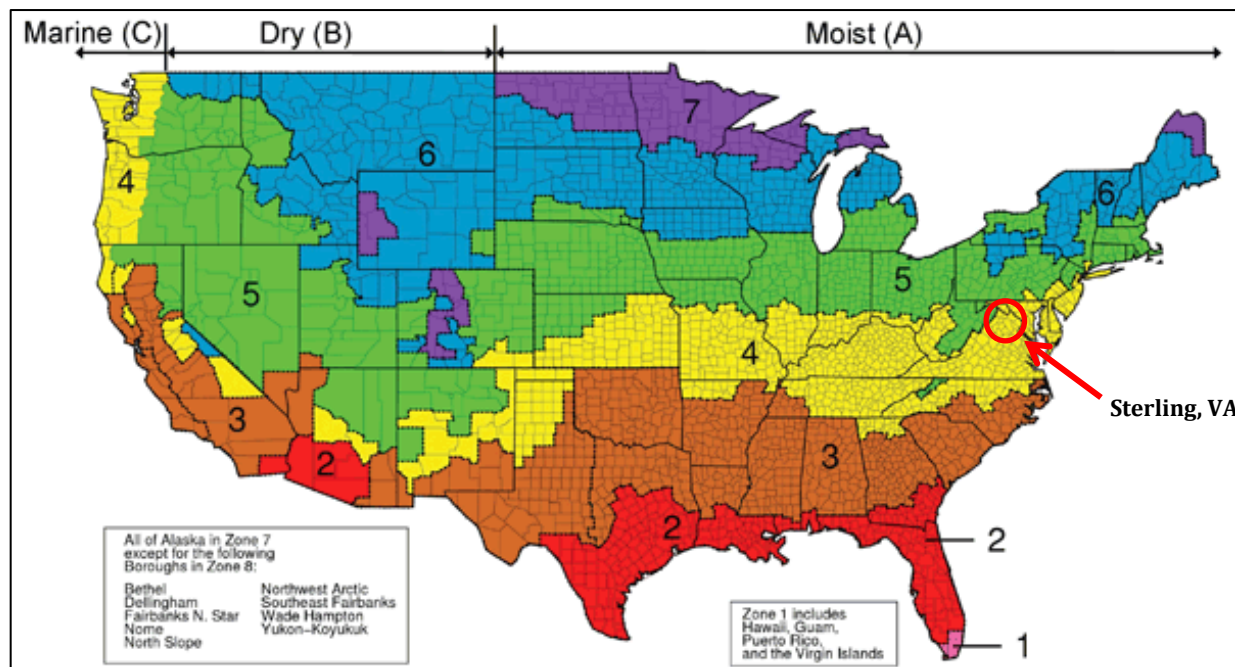 Marine (C) Dry (B) Moist (A)
7
6
4
6
5
5
4
Sterling, VA
3
3
2
2
2
All of Alaska in Zone 7
except for the following
Boroughs in Zone 8:
Bethel Northwest Arctic
Dellingham Southeast Fairbanks
Fairbanks N. Star Wade Hampton
Nome Yukon-Koyukuk
North Slope
Zone 1 includes
Hawaii, Guam,
Puerto Rico,
and the Virgin Islands
1